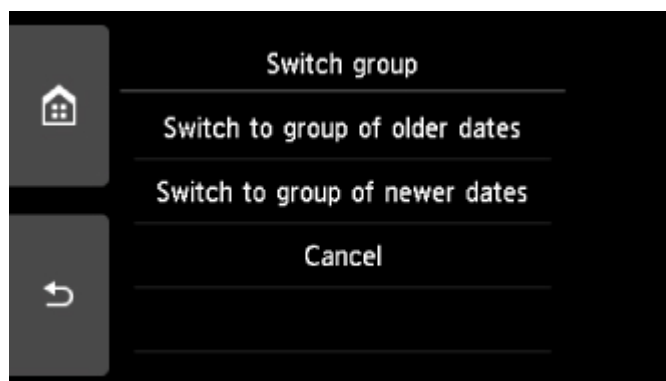 Switch group
Switch to group of older dates
Switch to group of newer dates
Cancel